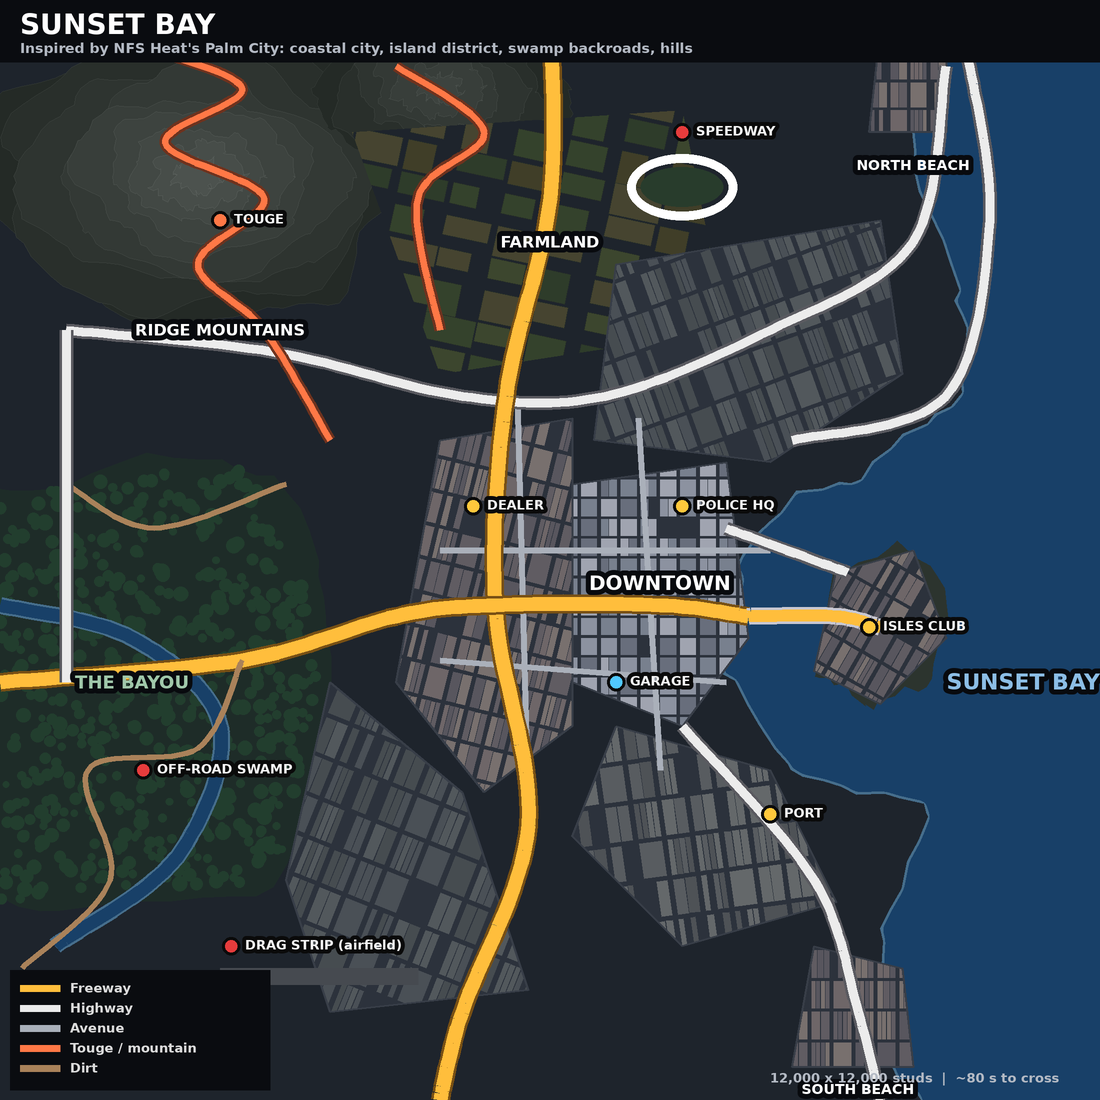 SUNSET BAY
Inspired by NFS Heat's Palm City: coastal city, island district, swamp backroads, hills
SPEEDWAY
NORTH BEACH
TOUGE
FARMLAND
RIDGE MOUNTAINS
DEALER
POLICE HQ
DOWNTOWN
ISLES CLUB
THE BAYOU
GARAGE
SUNSET BAY
OFF-ROAD SWAMP
PORT
DRAG STRIP (airfield)
Freeway
Highway
Avenue
Touge / mountain
Dirt
12,000 x 12,000 studs | ~80 s to cross
SOUTH BEACH